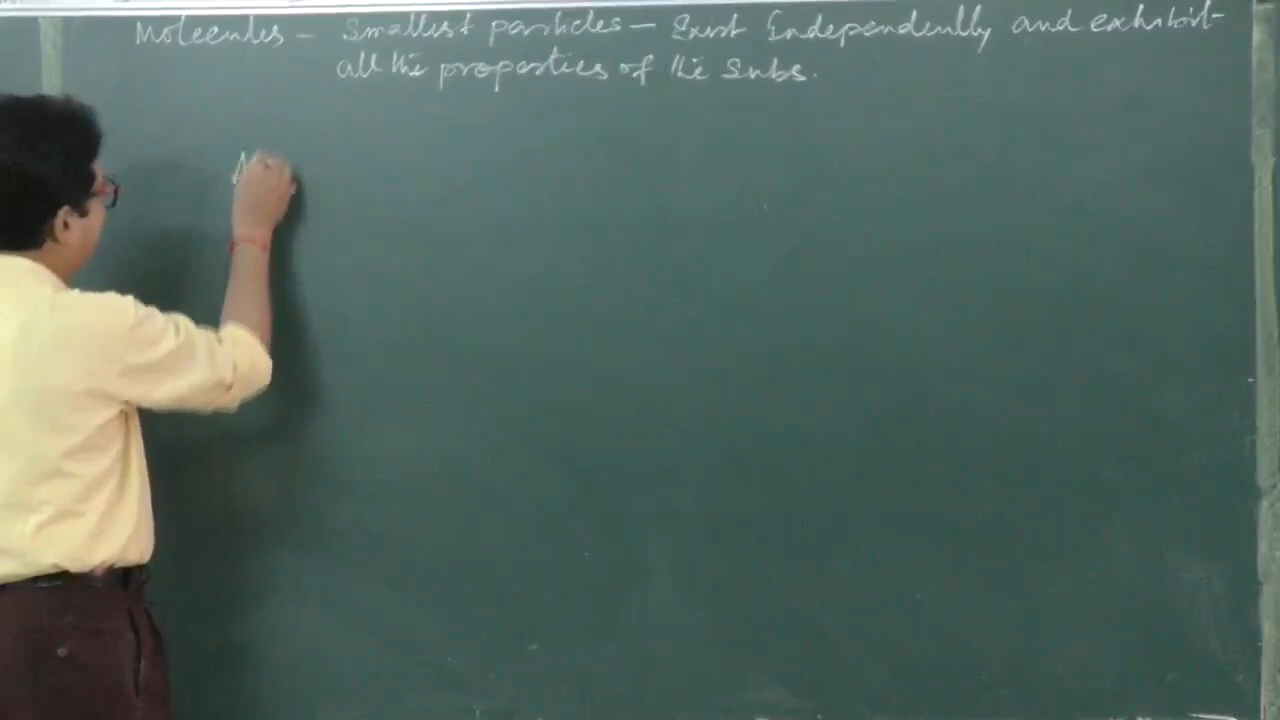 Molecules - Smallest particles - Exist Independently and exhibit
all the properties of the Subs.